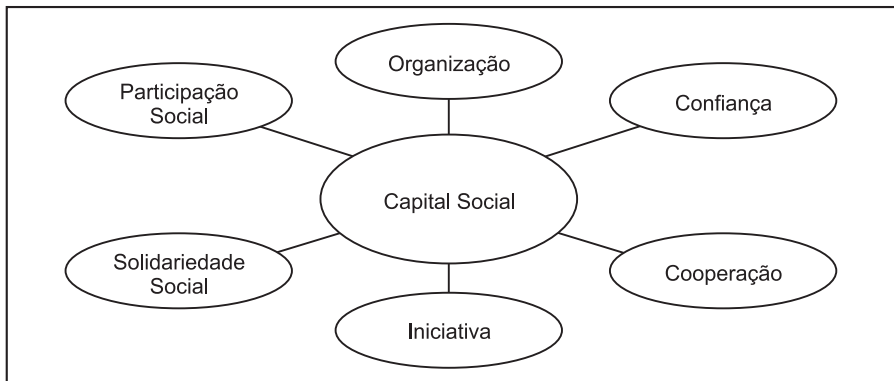 Organização
Participação
Social
Confiança
Capital Social
Solidariedade
Social
Cooperação
Iniciativa